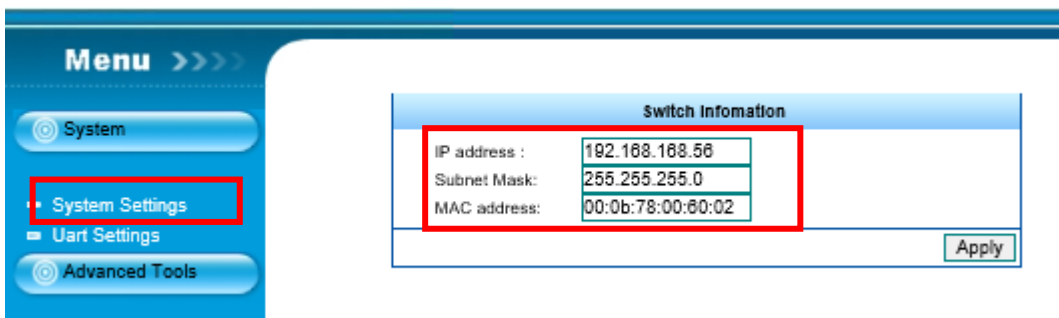 Menu >>>>
System
System Settings
Uart Settings
Advanced Tools
Switch Infomation
IP address :
192.168.168.56
Subnet Mask:
255.255.255.0
MAC address:
00:0b:78:00:60:02
Apply